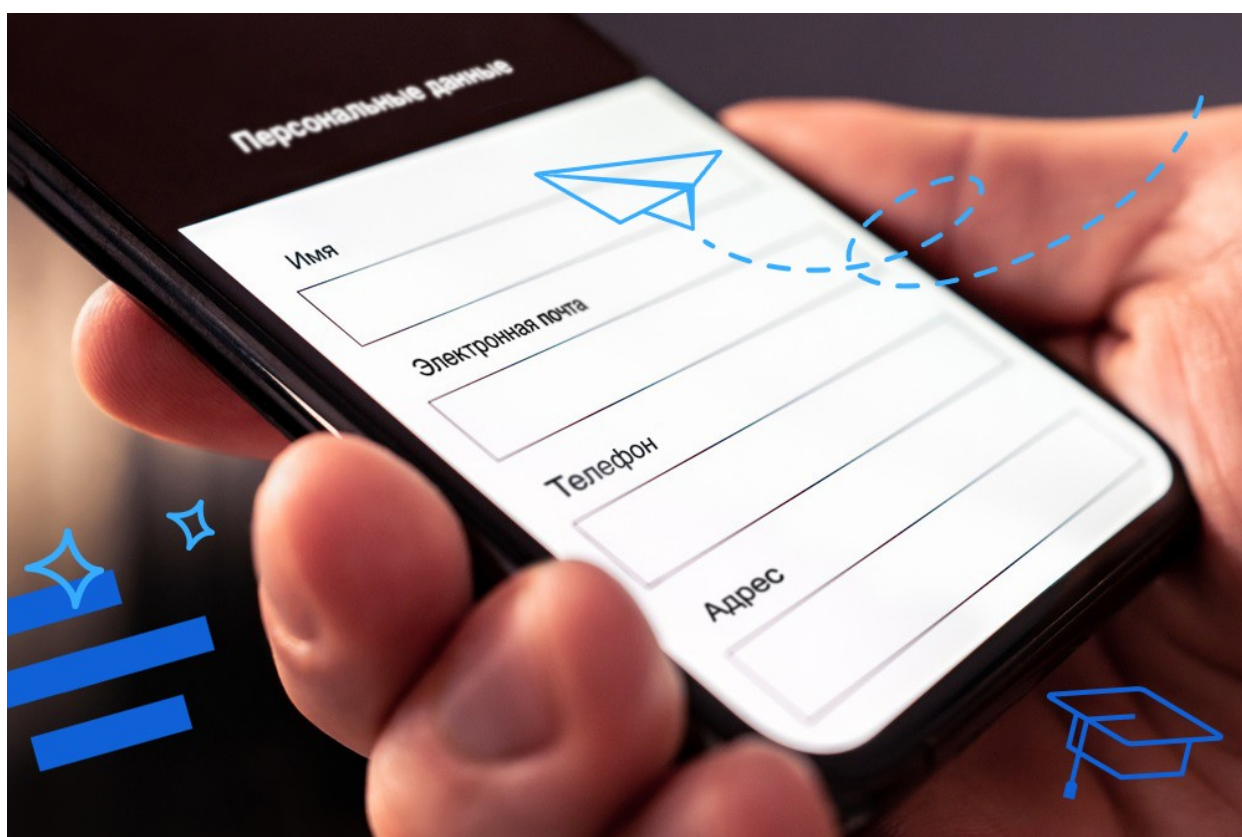 Персональные данные
Имя
Электронная почта
Телефон
Адрес